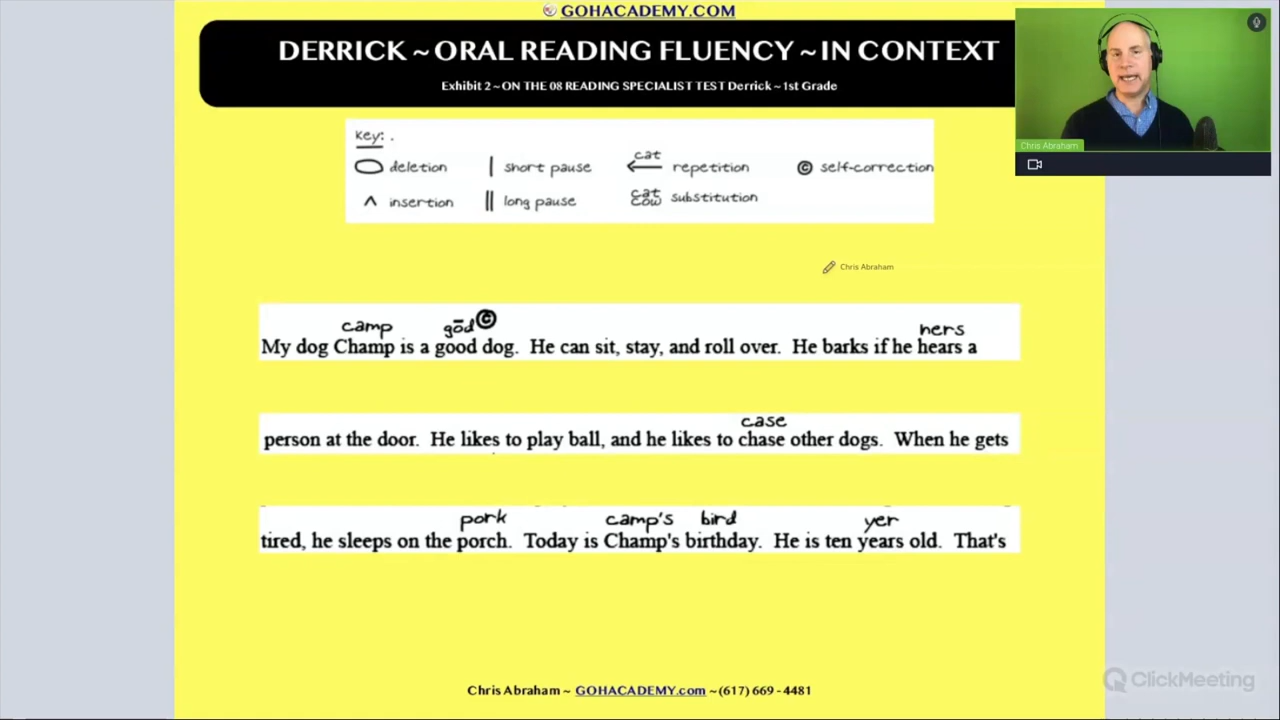 GOHACADEMY.COM
DERRICK ~ ORAL READING FLUENCY ~ IN CONTEXT
Exhibit 2 ~ ON THE 08 READING SPECIALIST TEST Derrick ~ 1st Grade
Chris Abraham
Key: .
deletion | short pause cat repetition © self-correction
^ insertion || long pause cat cow substitution
Chris Abraham
camp gōd © hers
My dog Champ is a good dog. He can sit, stay, and roll over. He barks if he hears a
case
person at the door. He likes to play ball, and he likes to chase other dogs. When he gets
pork camp's bird yer
tired, he sleeps on the porch. Today is Champ's birthday. He is ten years old. That's
ClickMeeting
Chris Abraham ~ GOHACADEMY.com ~ (617) 669 - 4481